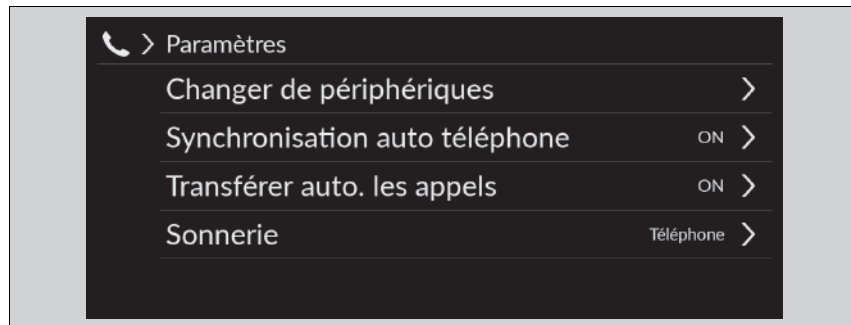 Paramètres
Changer de périphériques
Synchronisation auto téléphone ON
Transférer auto. les appels ON
Sonnerie Téléphone